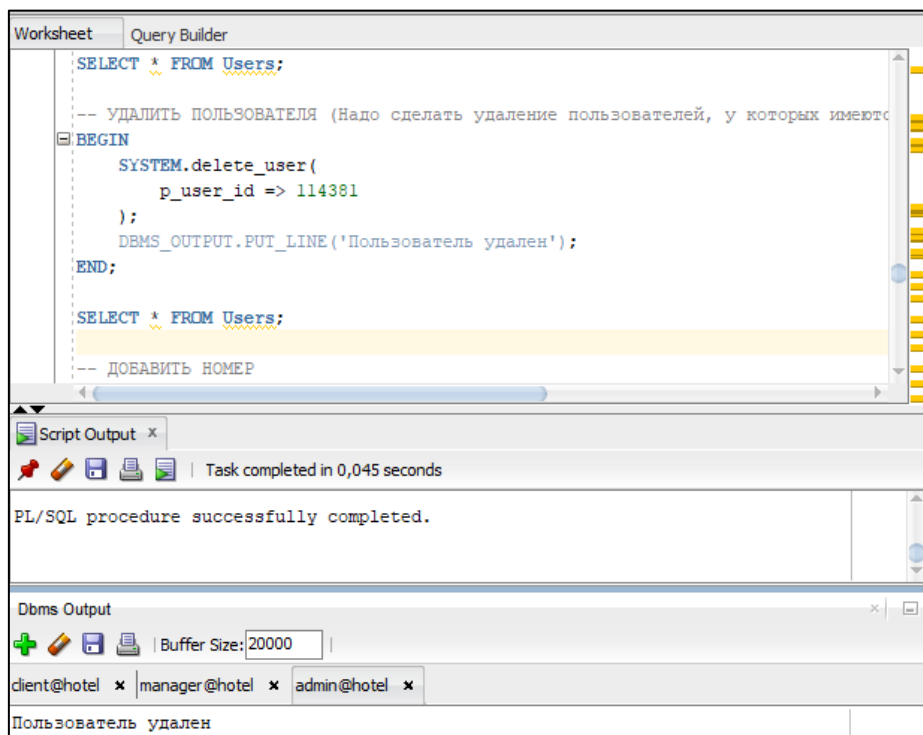 Worksheet Query Builder
SELECT * FROM Users;
-- УДАЛИТЬ ПОЛЬЗОВАТЕЛЯ (Надо сделать удаление пользователей, у которых имеютс
BEGIN
SYSTEM.delete_user(
p_user_id => 114381
);
DBMS_OUTPUT.PUT_LINE('Пользователь удален');
END;
SELECT * FROM Users;
-- ДОБАВИТЬ НОМЕР
Script Output x
Task completed in 0,045 seconds
PL/SQL procedure successfully completed.
Dbms Output
Buffer Size: 20000
client@hotel manager@hotel admin@hotel
Пользователь удален